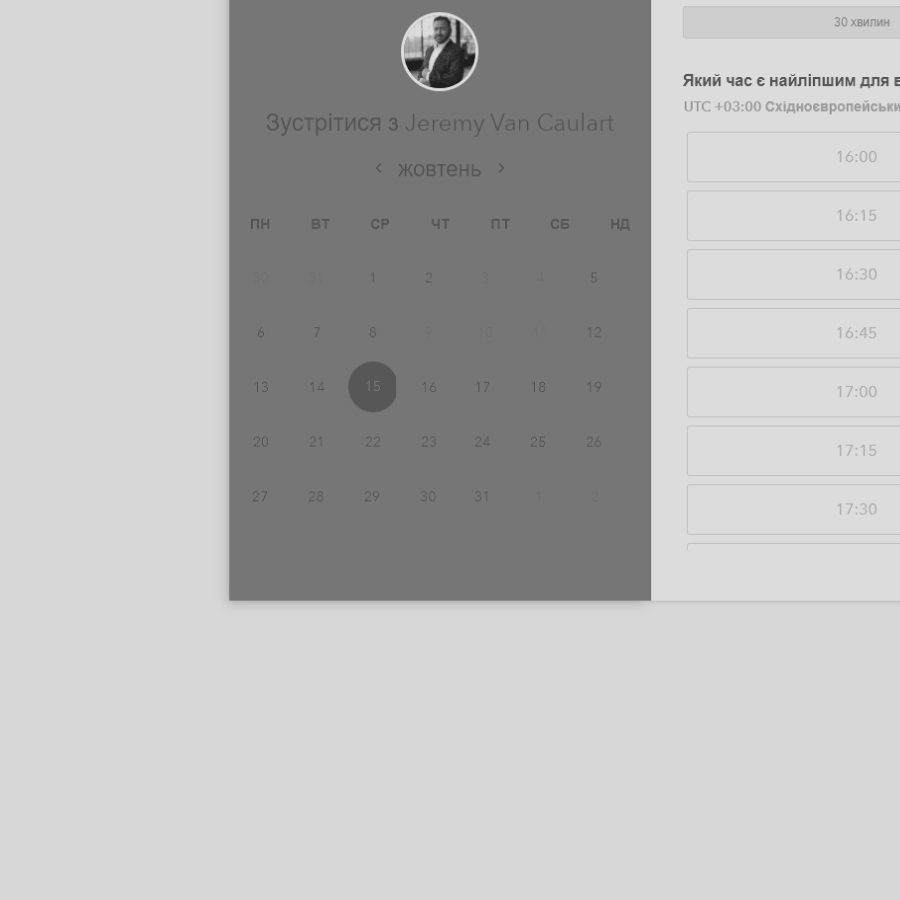 Зустрітися з Jeremy Van Caulart
жовтень
ПН ВТ СР ЧТ ПТ СБ НД
30 31 1 2 3 4 5
6 7 8 9 10 11 12
13 14 15 16 17 18 19
20 21 22 23 24 25 26
27 28 29 30 31 1 2
30 хвилин
Який час є найліпшим для
UTC +03:00
16:00
16:15
16:30
16:45
17:00
17:15
17:30